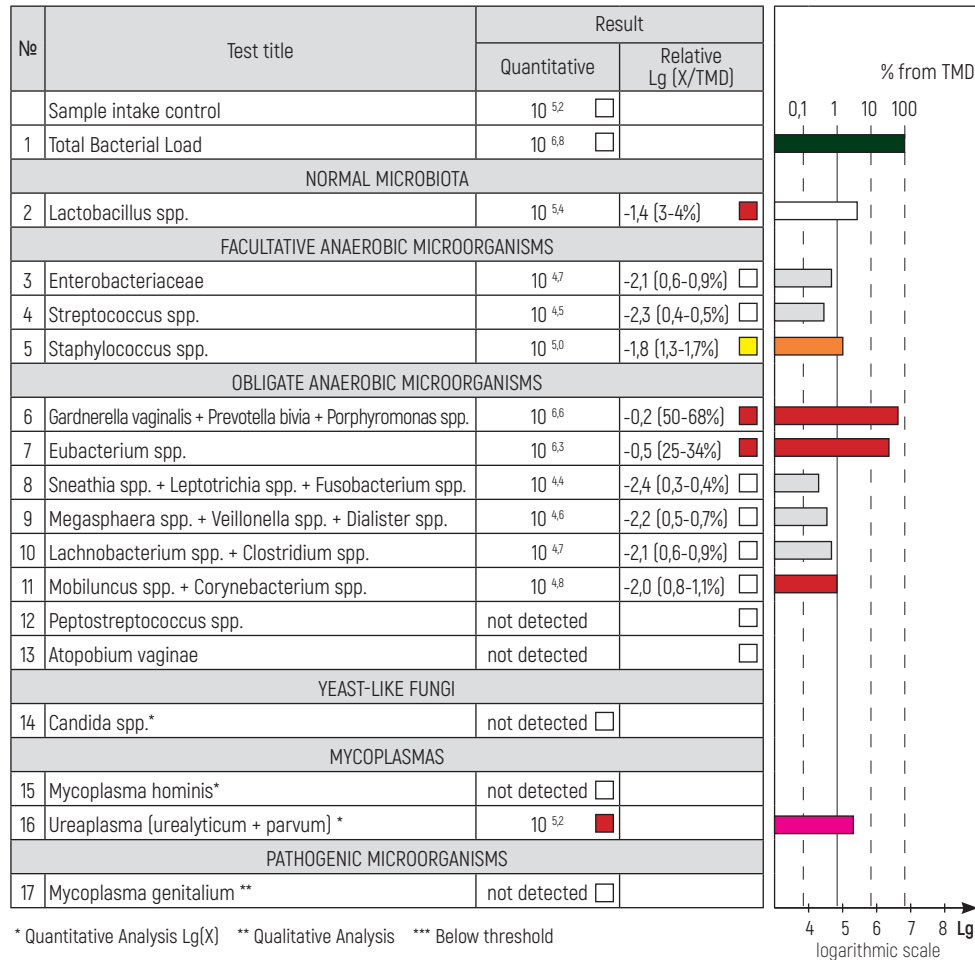 № Test title Result
Quantitative Relative Lg (X/TMD)
% from TMD
Sample intake control 10 5,2
0,1 1 10 100
1 Total Bacterial Load 10 6,8
NORMAL MICROBIOTA
2 Lactobacillus spp. 10 5,4 -1,4 (3-4%)
FACULTATIVE ANAEROBIC MICROORGANISMS
3 Enterobacteriaceae 10 4,7 -2,1 (0,6-0,9%)
4 Streptococcus spp. 10 4,5 -2,3 (0,4-0,5%)
5 Staphylococcus spp. 10 5,0 -1,8 (1,3-1,7%)
OBLIGATE ANAEROBIC MICROORGANISMS
6 Gardnerella vaginalis + Prevotella bivia + Porphyromonas spp. 10 6,6 -0,2 (50-68%)
7 Eubacterium spp. 10 6,3 -0,5 (25-34%)
8 Sneathia spp. + Leptotrichia spp. + Fusobacterium spp. 10 4,4 -2,4 (0,3-0,4%)
9 Megasphaera spp. + Veillonella spp. + Dialister spp. 10 4,6 -2,2 (0,5-0,7%)
10 Lachnobacterium spp. + Clostridium spp. 10 4,7 -2,1 (0,6-0,9%)
11 Mobiluncus spp. + Corynebacterium spp. 10 4,8 -2,0 (0,8-1,1%)
12 Peptostreptococcus spp. not detected
13 Atopobium vaginae not detected
YEAST-LIKE FUNGI
14 Candida spp.* not detected
MYCOPLASMAS
15 Mycoplasma hominis* not detected
16 Ureaplasma (urealyticum + parvum) * 10 5,2
PATHOGENIC MICROORGANISMS
17 Mycoplasma genitalium ** not detected
4 5 6 7 8 Lg
logarithmic scale
* Quantitative Analysis Lg(X) ** Qualitative Analysis *** Below threshold